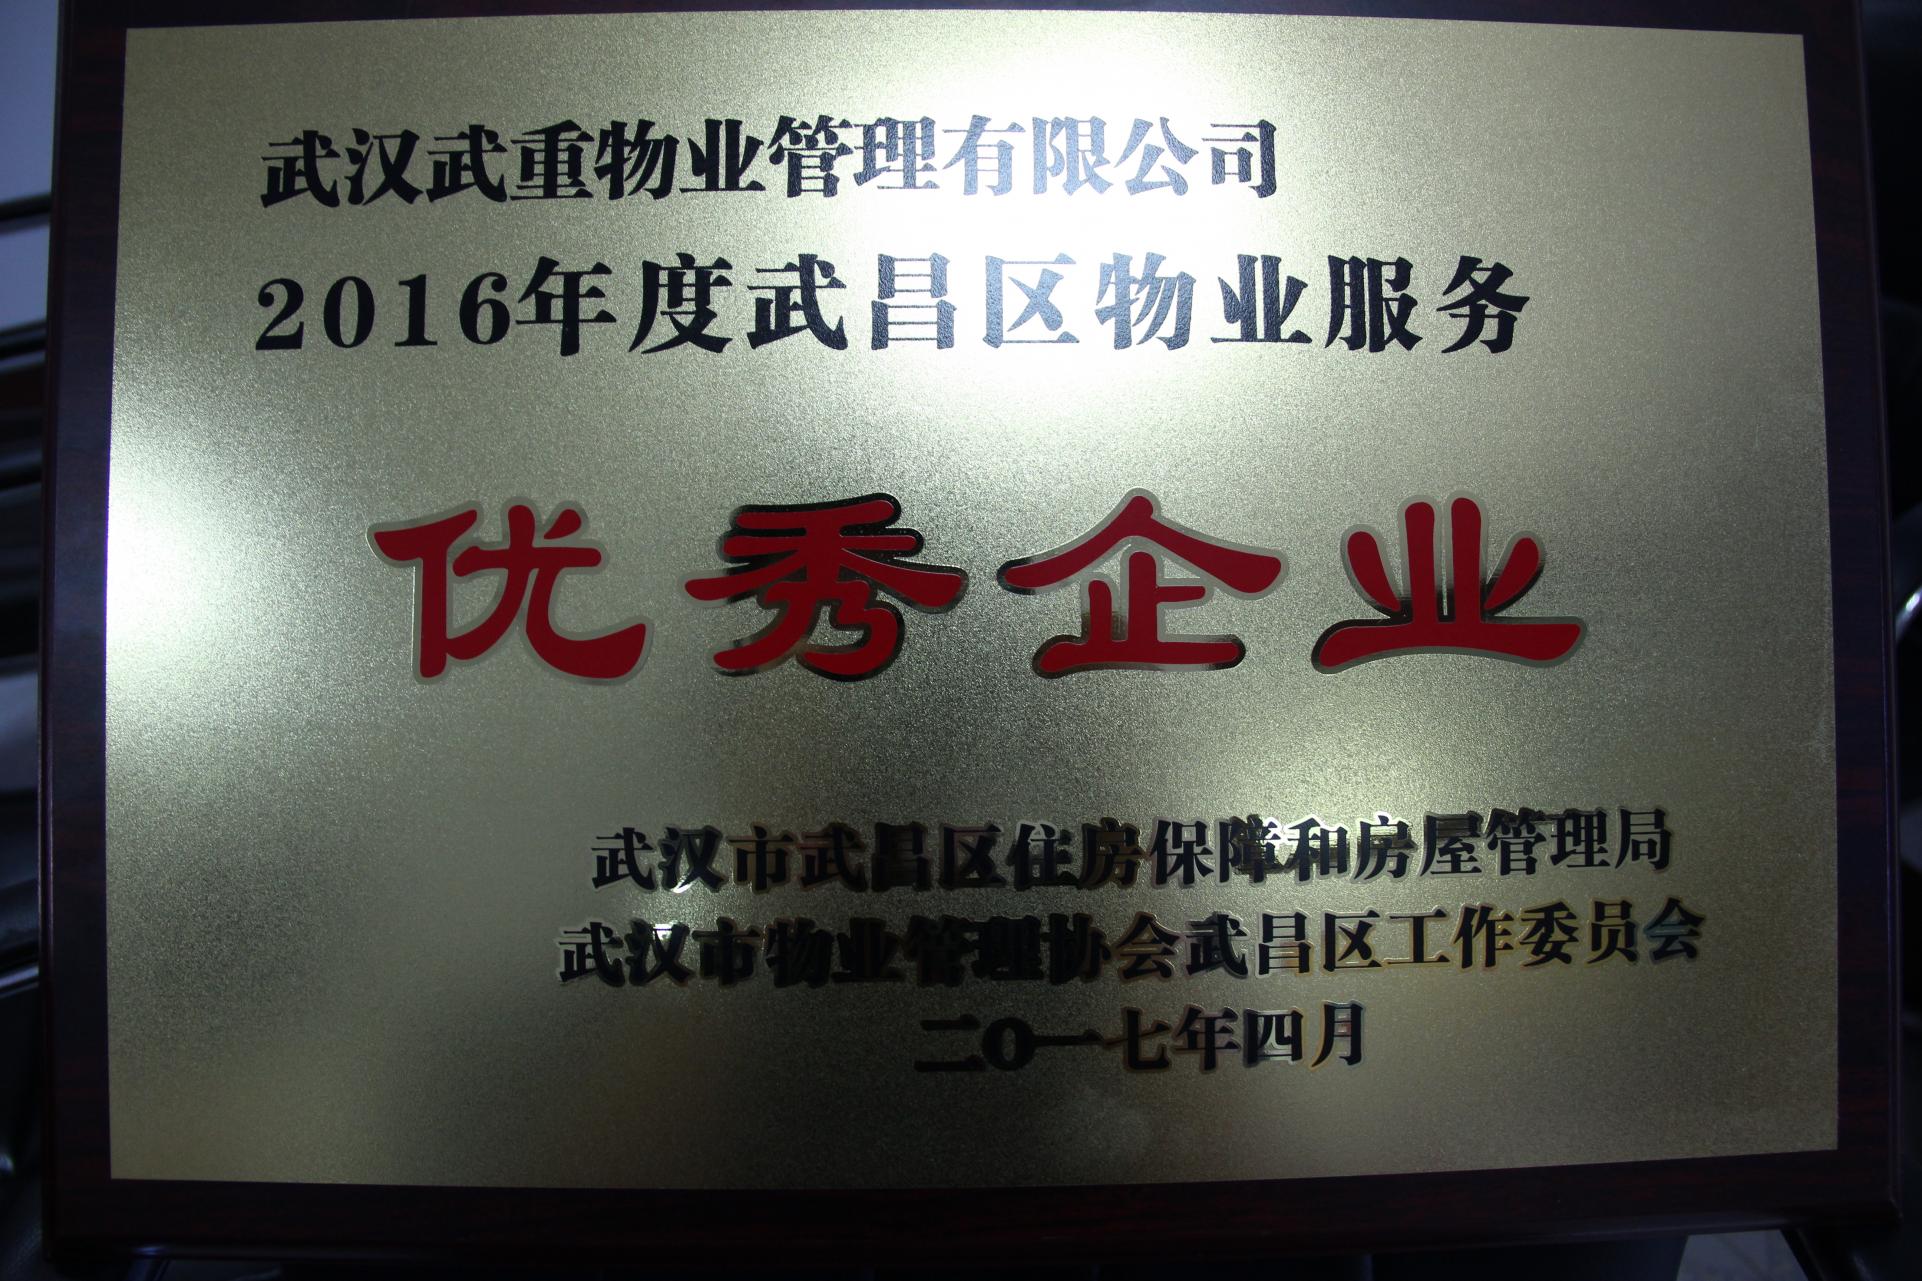 武汉武重物业管理有限公司
2016年度武昌区物业服务
优秀企业
武汉市武昌区住房保障和房屋管理局
武汉市物业管理协会武昌区工作委员会
二〇一七年四月